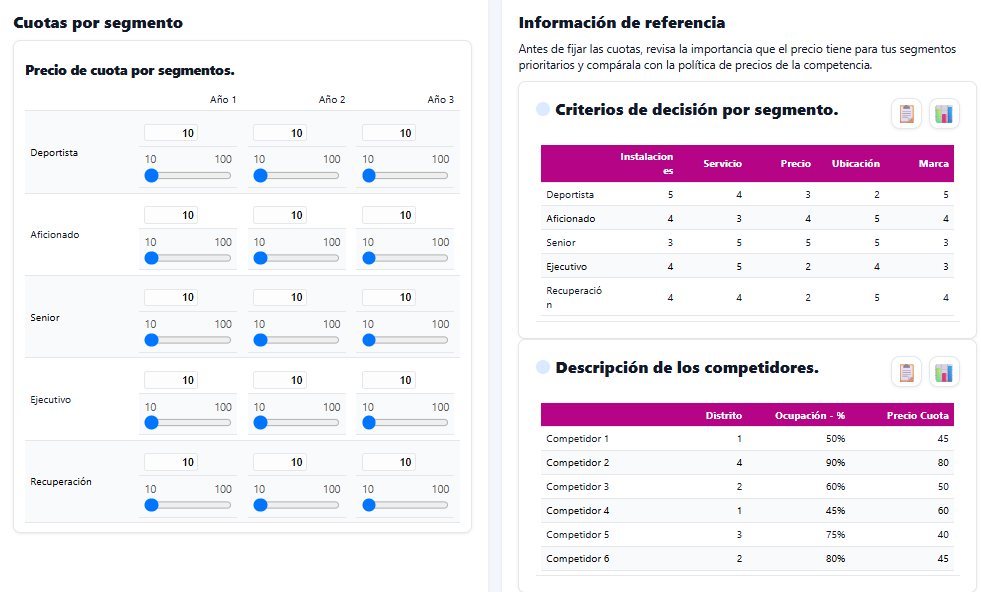 Cuotas por segmento
Precio de cuota por segmentos.
Año 1 Año 2 Año 3
10 10 10
Deportista
10 100 10 100 10 100
10 10 10
Aficionado
10 100 10 100 10 100
10 10 10
Senior
10 100 10 100 10 100
10 10 10
Ejecutivo
10 100 10 100 10 100
10 10 10
Recuperación
10 100 10 100 10 100
Información de referencia
Antes de fijar las cuotas, revisa la importancia que el precio tiene para tus segmentos
prioritarios y compárala con la política de precios de la competencia.
Criterios de decisión por segmento.
Instalacion
es Servicio Precio Ubicación Marca
Deportista 5 4 3 2 5
Aficionado 4 3 4 5 4
Senior 3 5 5 5 3
Ejecutivo 4 5 2 4 3
Recuperació
n 4 4 2 5 4
Descripción de los competidores.
Distrito Ocupación - % Precio Cuota
Competidor 1 1 50% 45
Competidor 2 4 90% 80
Competidor 3 2 60% 50
Competidor 4 1 45% 60
Competidor 5 3 75% 40
Competidor 6 2 80% 45